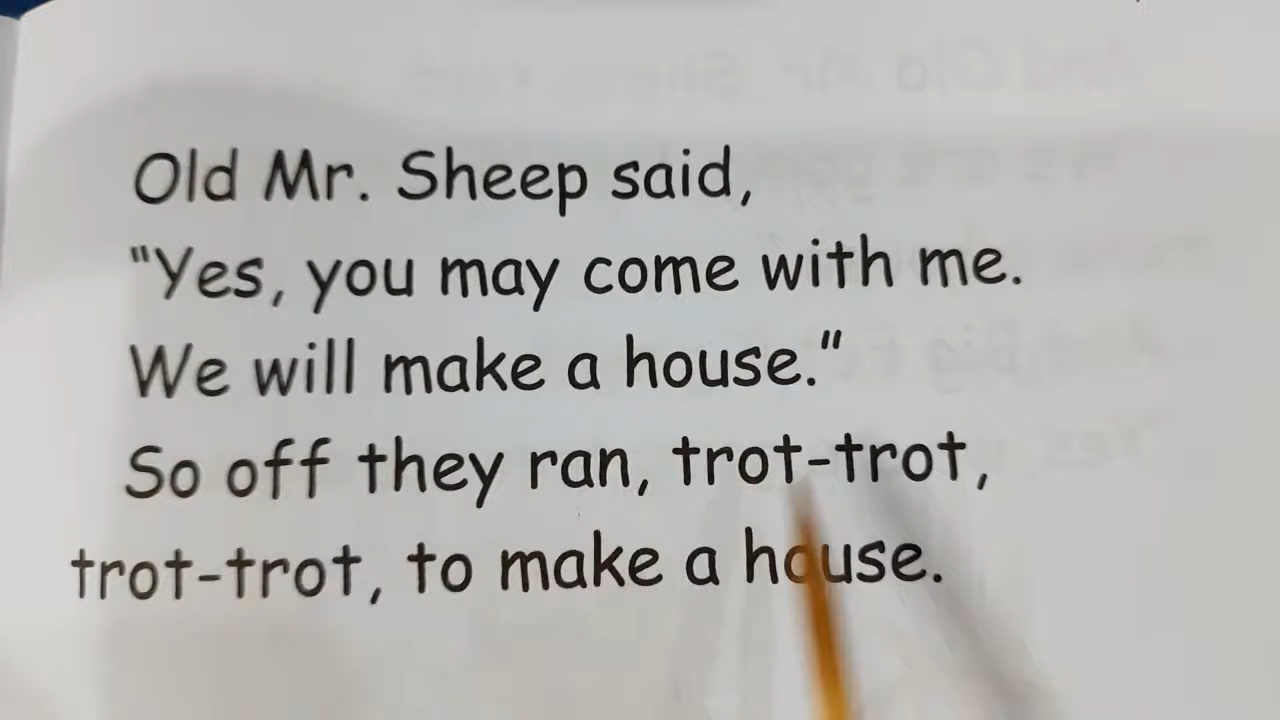 Old Mr. Sheep said,
"Yes, you may come with me.
We will make a house."
So off they ran, trot-trot,
trot-trot, to make a house.